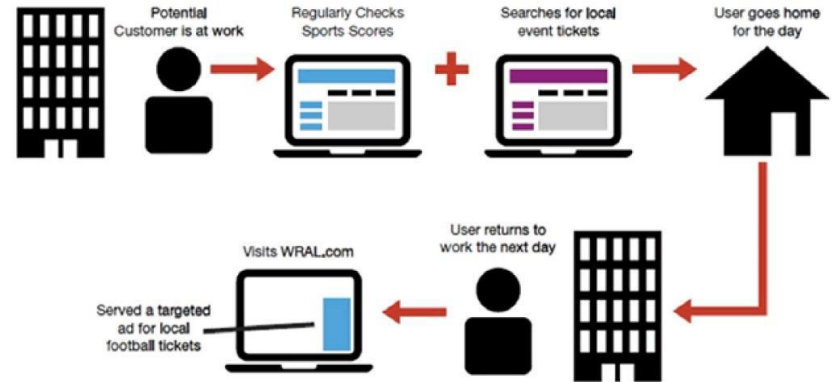 Potential
Customer is at work
Regularly Checks
Sports Scores
Searches for local
event tickets
User goes home
for the day
User returns to
work the next day
Visits WRAL.com
Served a targeted
ad for local
football tickets